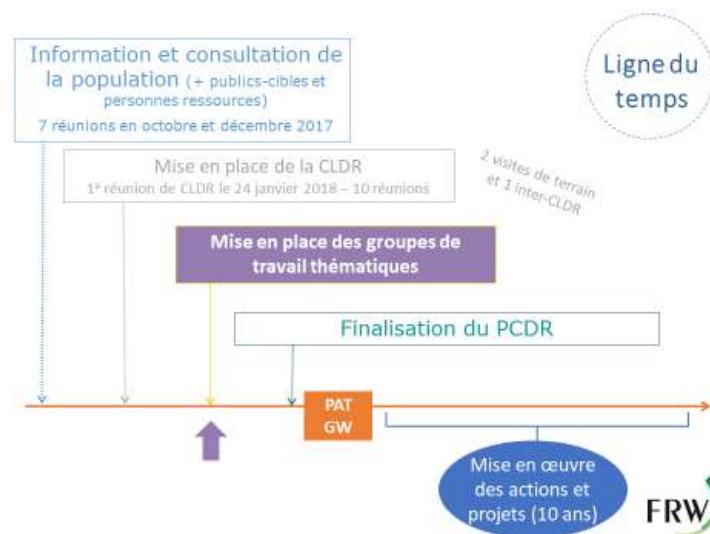 Information et consultation de
la population (+ publics-cibles et
personnes ressources)
7 réunions en octobre et décembre 2017
Ligne du
temps
Mise en place de la CLDR
1e réunion de CLDR le 24 janvier 2018 – 10 réunions
2 visites de terrain
et 1 inter-CLDR
Mise en place des groupes de
travail thématiques
Finalisation du PCDR
PAT
GW
Mise en œuvre
des actions et
projets (10 ans)
FRW